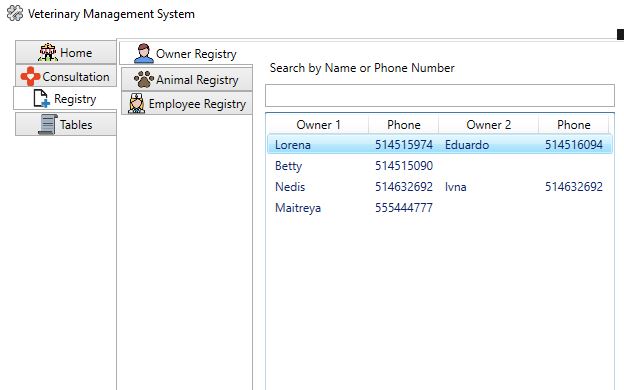 Veterinary Management System
Home
Consultation
Registry
Tables
Owner Registry
Animal Registry
Employee Registry
Search by Name or Phone Number
Owner 1 Phone Owner 2 Phone
Lorena 514515974 Eduardo 514516094
Betty 514515090
Nedis 514632692 Ivna 514632692
Maitreya 555444777